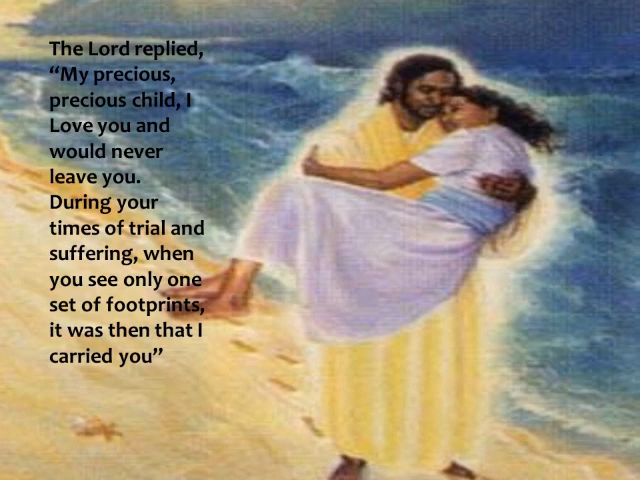 The Lord replied,
“My precious,
precious child, I
Love you and
would never
leave you.
During your
times of trial and
suffering, when
you see only one
set of footprints,
it was then that I
carried you”